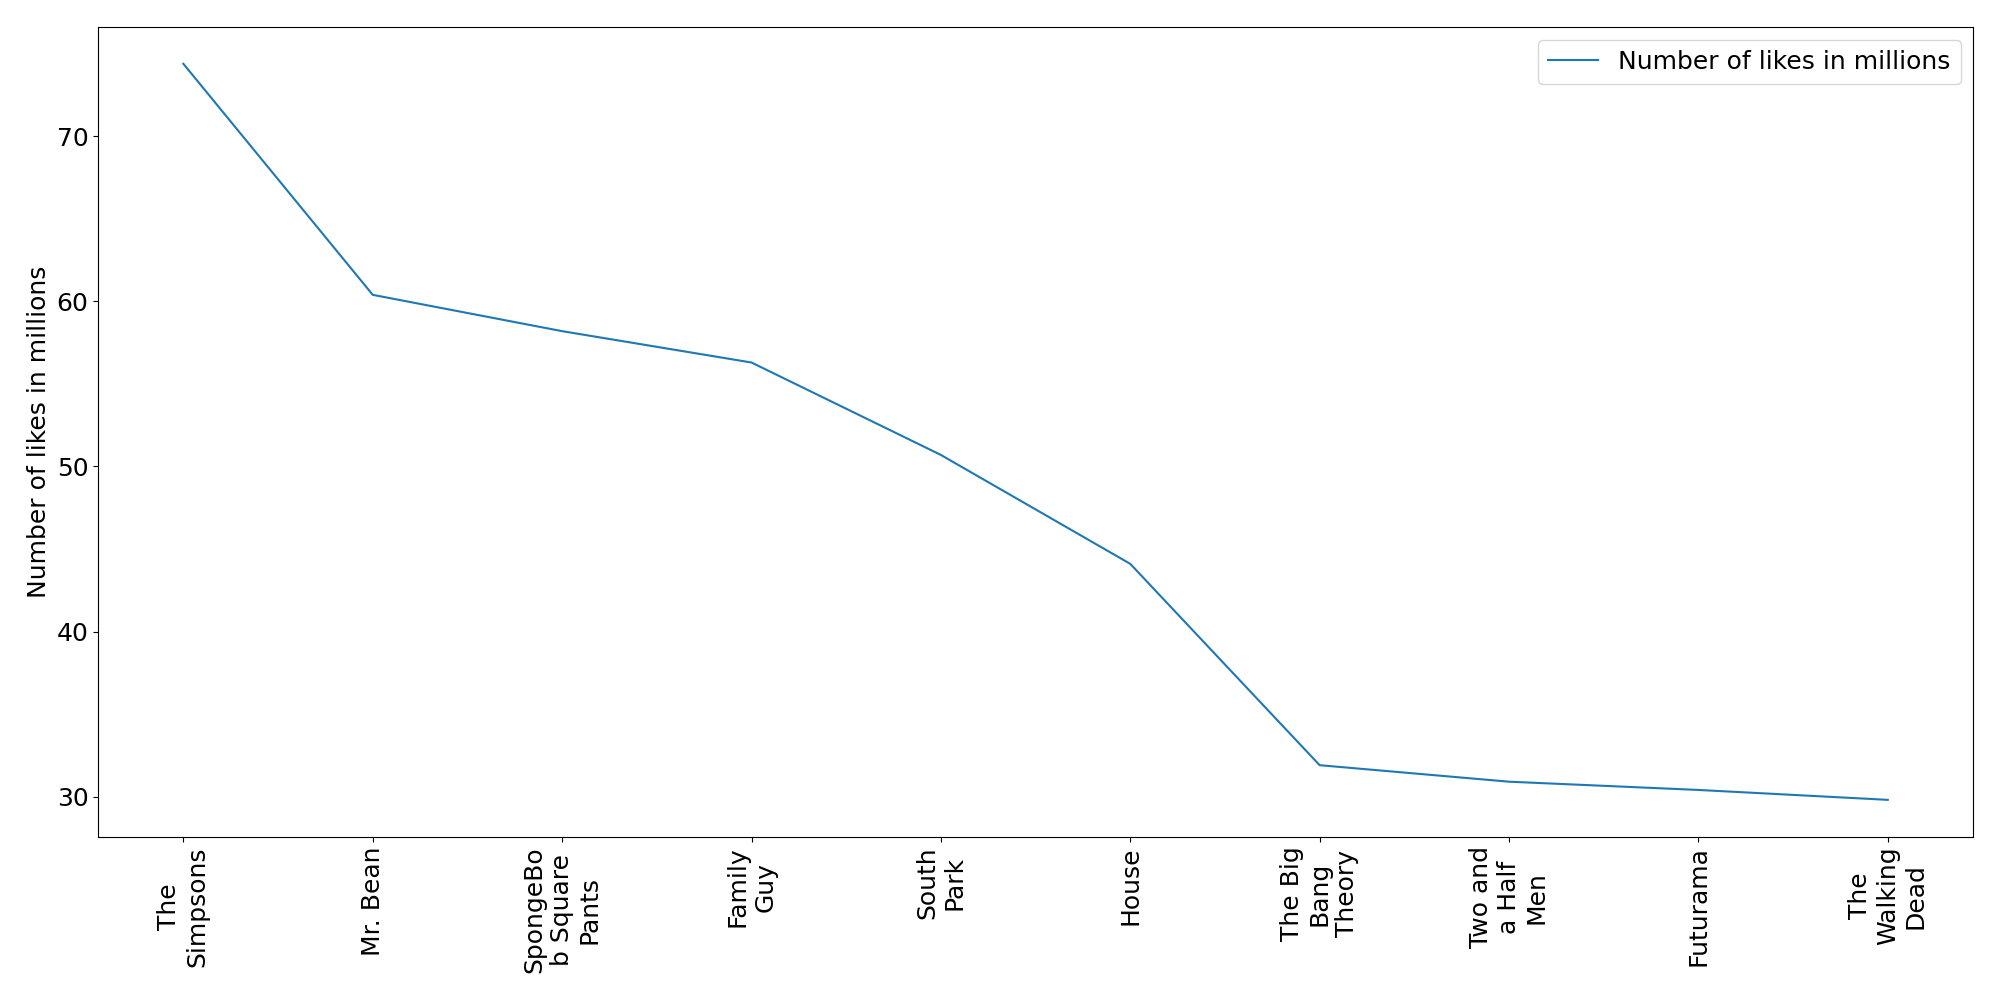 Number of likes in millions
Number of likes in millions
70
60
50
40
30
The
Simpsons
Mr. Bean
SpongeBo
b Square
Pants
Family
Guy
South
Park
House
The Big
Bang
Theory
Two and
a Half
Men
Futurama
The
Walking
Dead